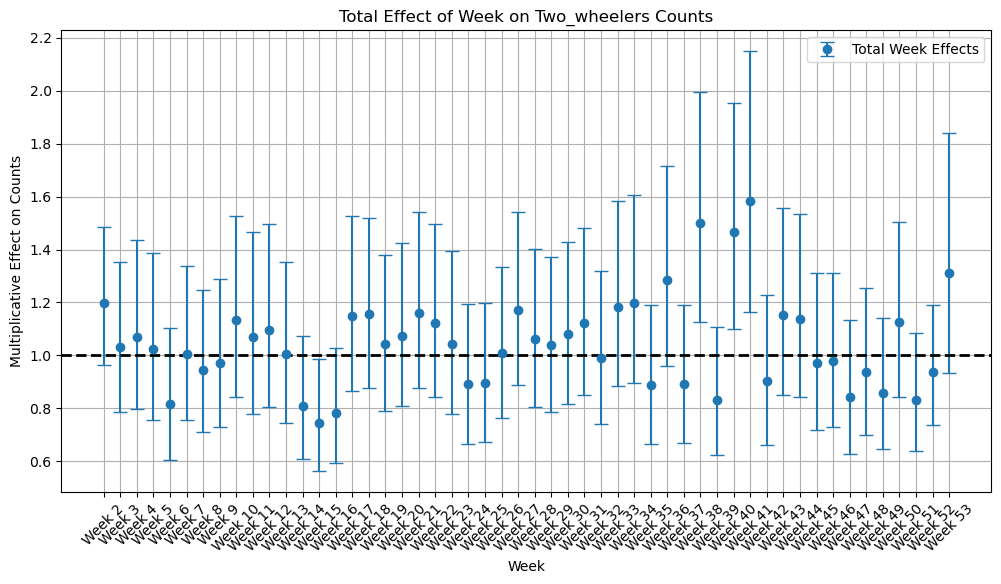 Total Effect of Week on Two_wheelers Counts
Total Week Effects
Multiplicative Effect on Counts
2.2
2.0
1.8
1.6
1.4
1.2
1.0
0.8
0.6
Week 2
Week 3
Week 4
Week 5
Week 6
Week 7
Week 8
Week 9
Week 10
Week 11
Week 12
Week 13
Week 14
Week 15
Week 16
Week 17
Week 18
Week 19
Week 20
Week 21
Week 22
Week 23
Week 24
Week 25
Week 26
Week 27
Week 28
Week 29
Week 30
Week 31
Week 32
Week 33
Week 34
Week 35
Week 36
Week 37
Week 38
Week 39
Week 40
Week 41
Week 42
Week 43
Week 44
Week 45
Week 46
Week 47
Week 48
Week 49
Week 50
Week 51
Week 52
Week 53
Week